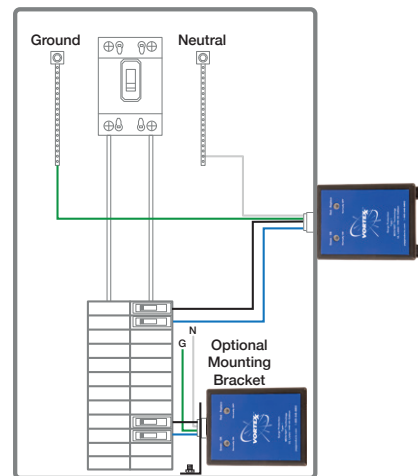 Ground
Neutral
VORTEX
N
G
Optional
Mounting
Bracket
VORTEX